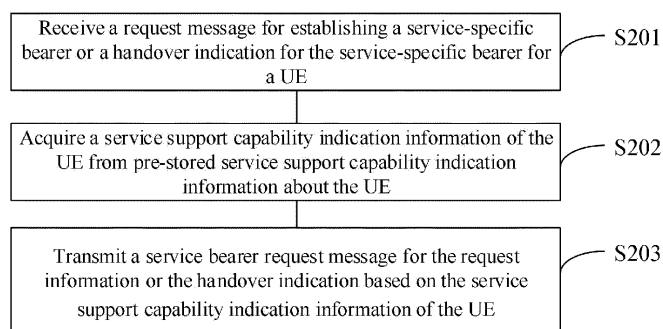 Receive a request message for establishing a service-specific
bearer or a handover indication for the service-specific bearer for
a UE
S201
Acquire a service support capability indication information of the
UE from pre-stored service support capability indication
information about the UE
S202
Transmit a service bearer request message for the request
information or the handover indication based on the service
support capability indication information of the UE
S203